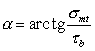 α = arctg σ_mt / τ_b